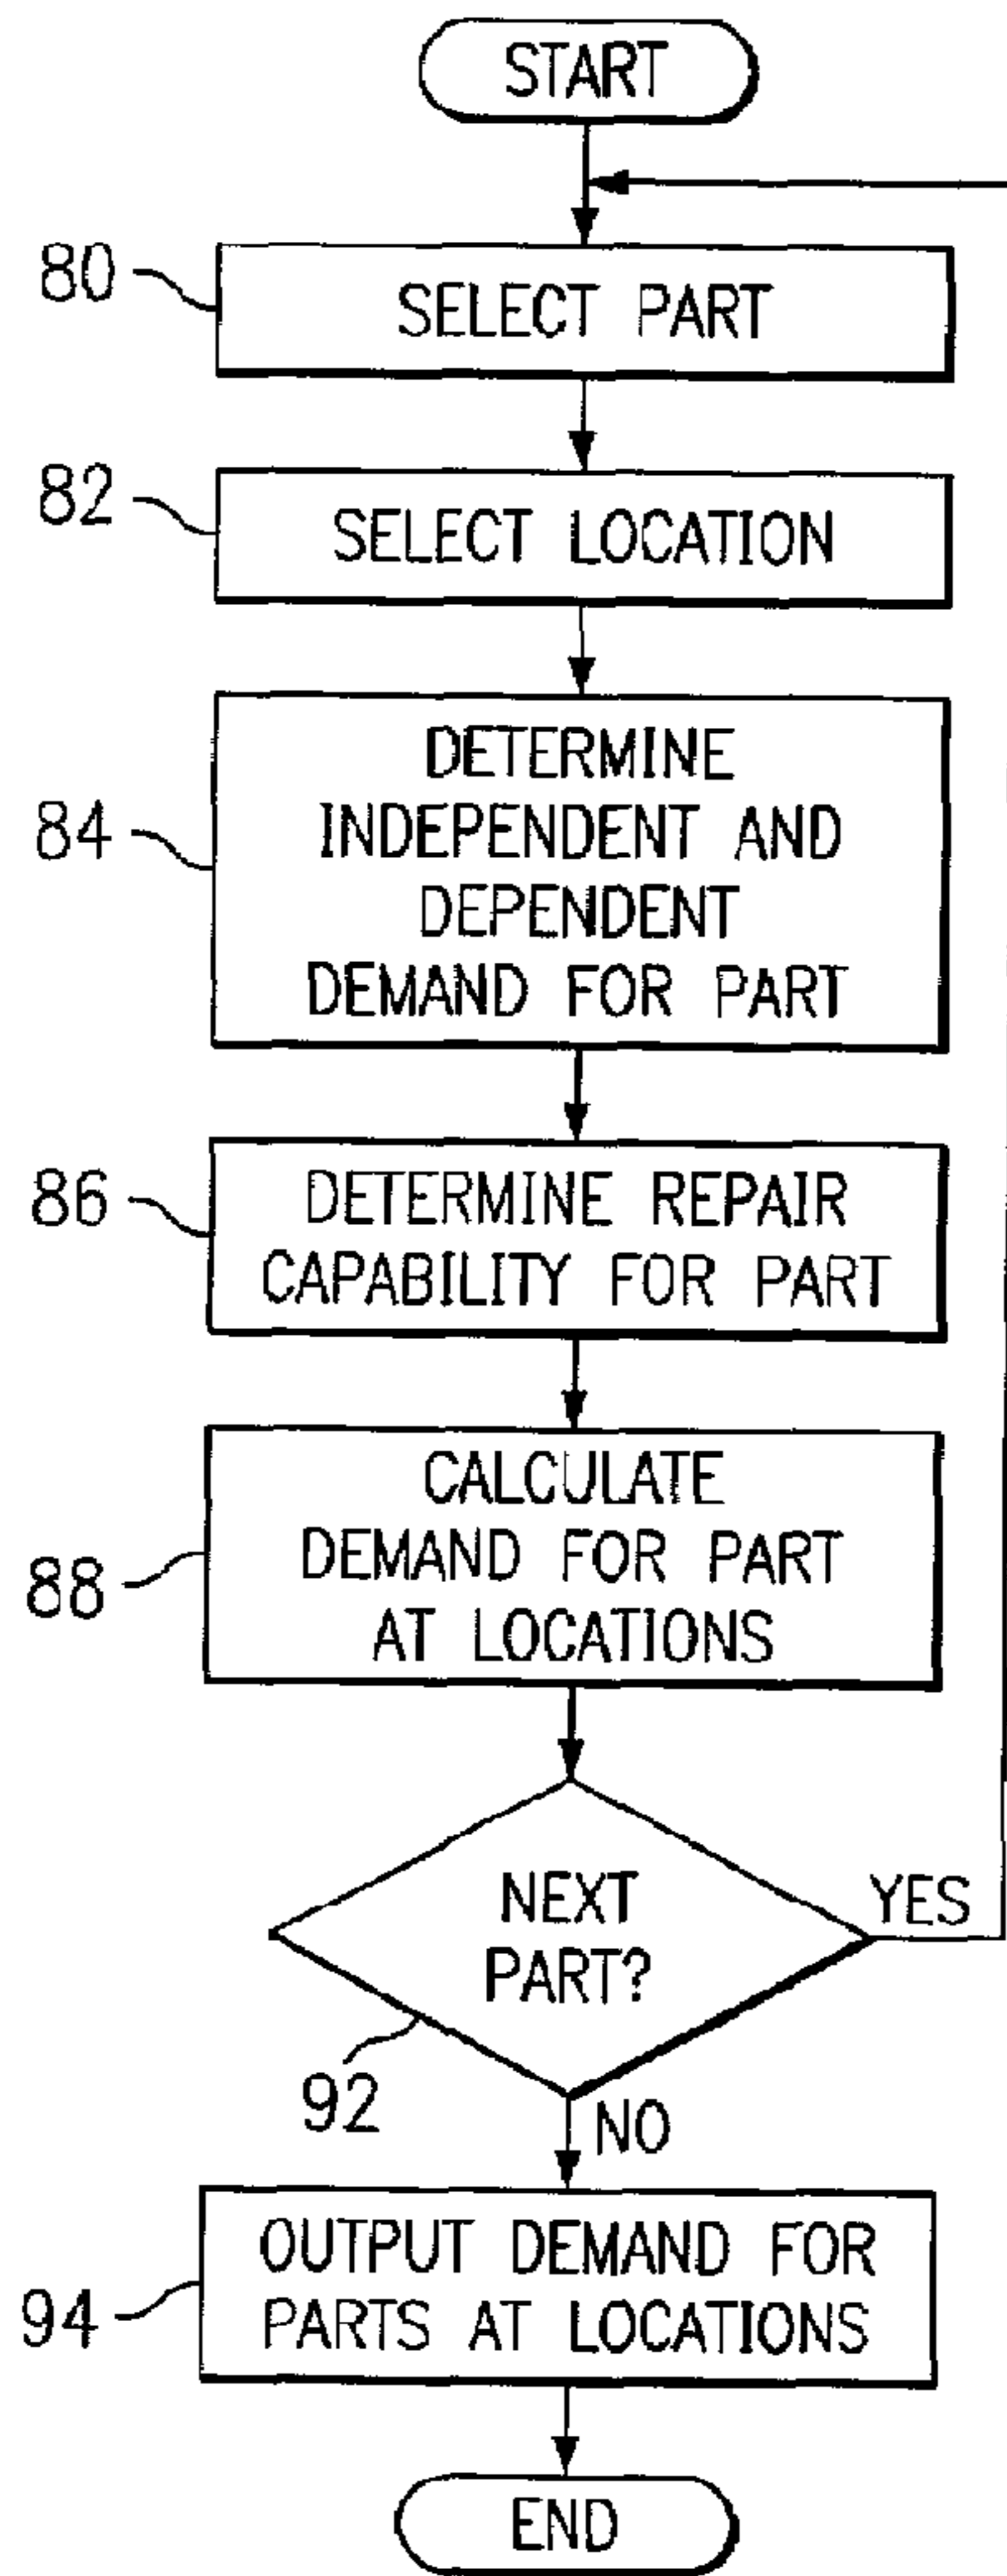 START
80
SELECT PART
82
SELECT LOCATION
84
DETERMINE
INDEPENDENT AND
DEPENDENT
DEMAND FOR PART
86
DETERMINE REPAIR
CAPABILITY FOR PART
88
CALCULATE
DEMAND FOR PART
AT LOCATIONS
NEXT
PART?
YES
92
NO
94
OUTPUT DEMAND FOR
PARTS AT LOCATIONS
END